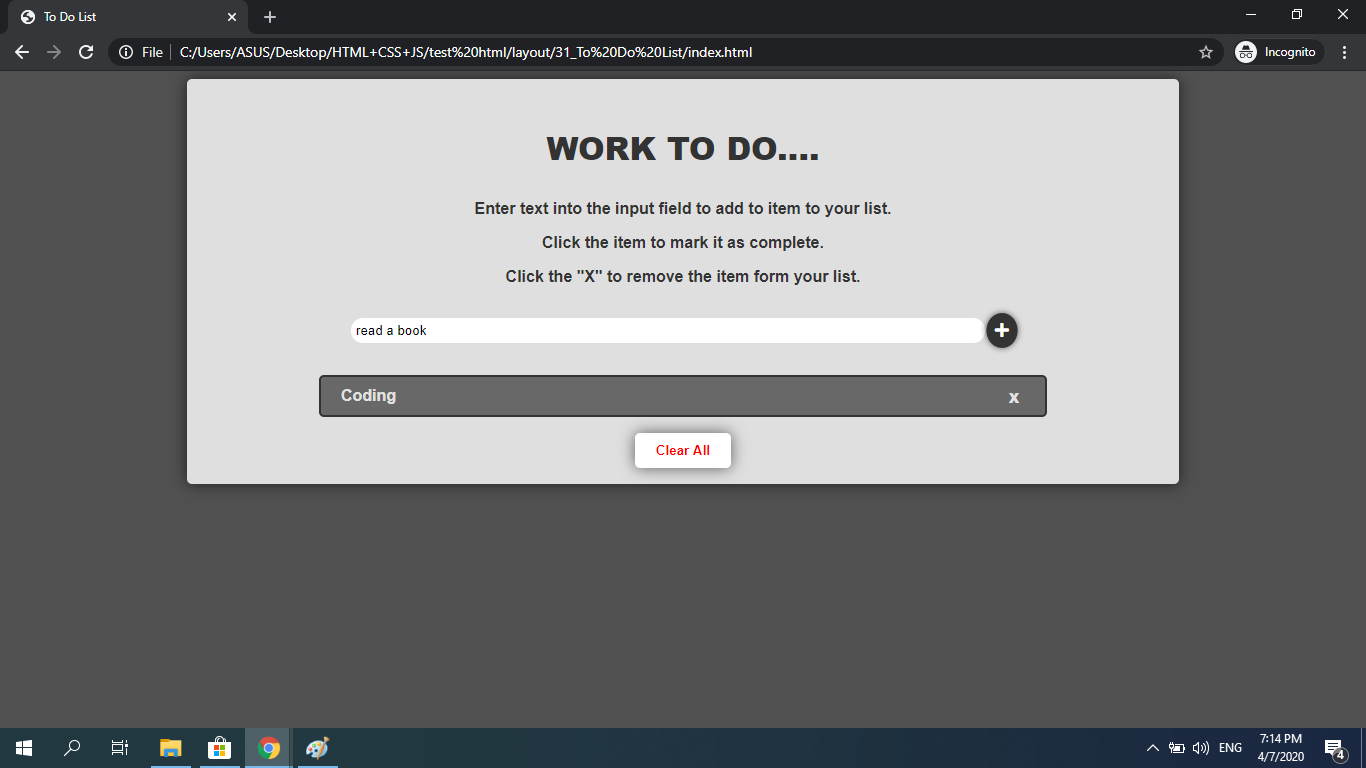 To Do List
File C:/Users/ASUS/Desktop/HTML+CSS+JS/test%20html/layout/31_To%20Do%20List/index.html Incognito
WORK TO DO....
Enter text into the input field to add to item to your list.
Click the item to mark it as complete.
Click the "X" to remove the item form your list.
read a book
Coding x
Clear All
ENG
7:14 PM
4/7/2020
4